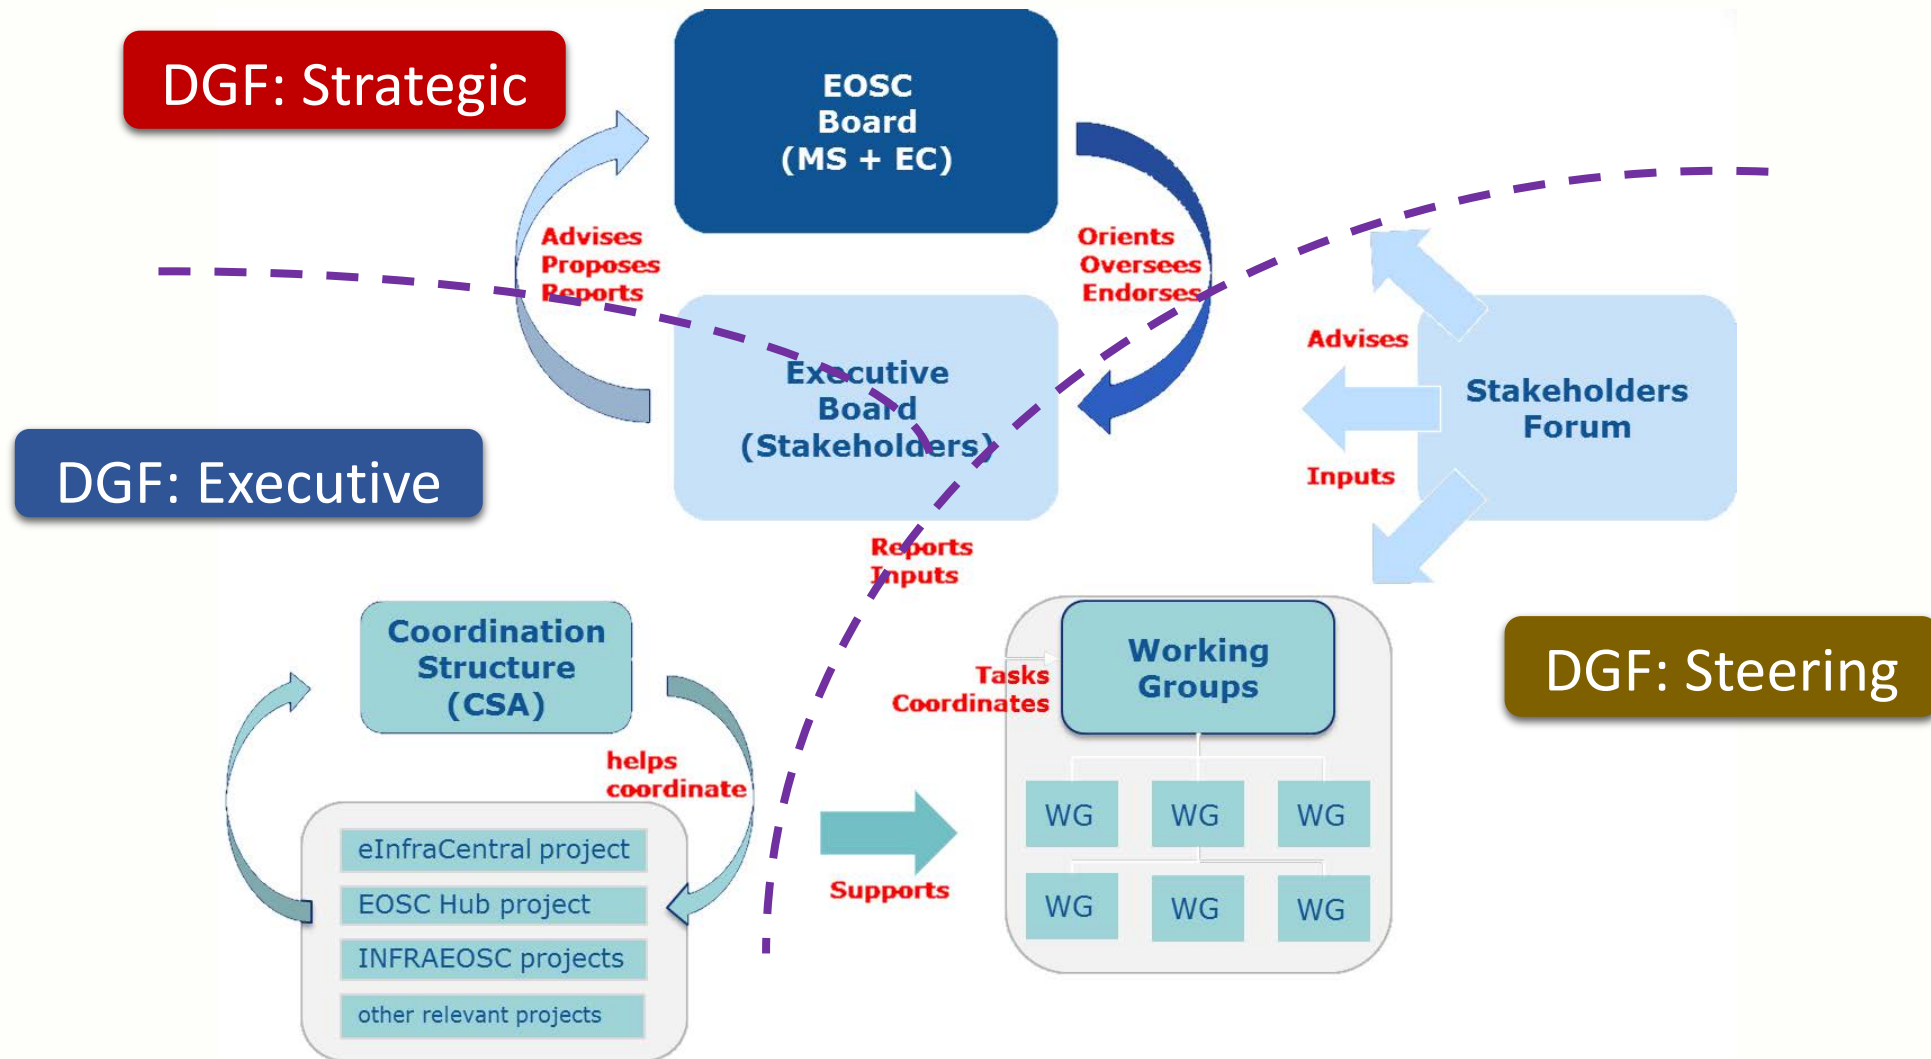 DGF: Strategic
EOSC
Board
(MS + EC)
Advises
Proposes
Reports
Orients
Oversees
Endorses
Executive
Board
(Stakeholders)
Advises
Inputs
Stakeholders
Forum
DGF: Executive
Reports
Inputs
Coordination
Structure
(CSA)
helps
coordinate
eInfraCentral project
EOSC Hub project
INFRAEOSC projects
other relevant projects
Supports
Tasks
Coordinates
Working
Groups
WG WG WG
WG WG WG
DGF: Steering